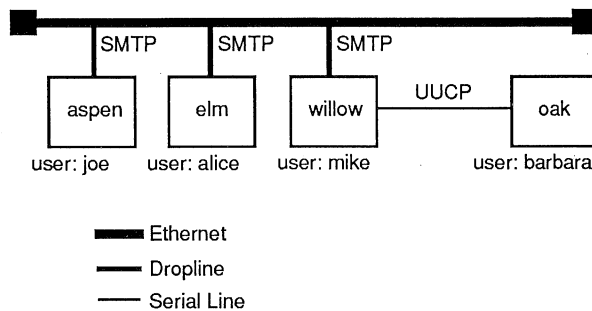 SMTP SMTP SMTP
aspen elm willow UUCP oak
user: joe user: alice user: mike user: barbara
Ethernet
Dropline
Serial Line